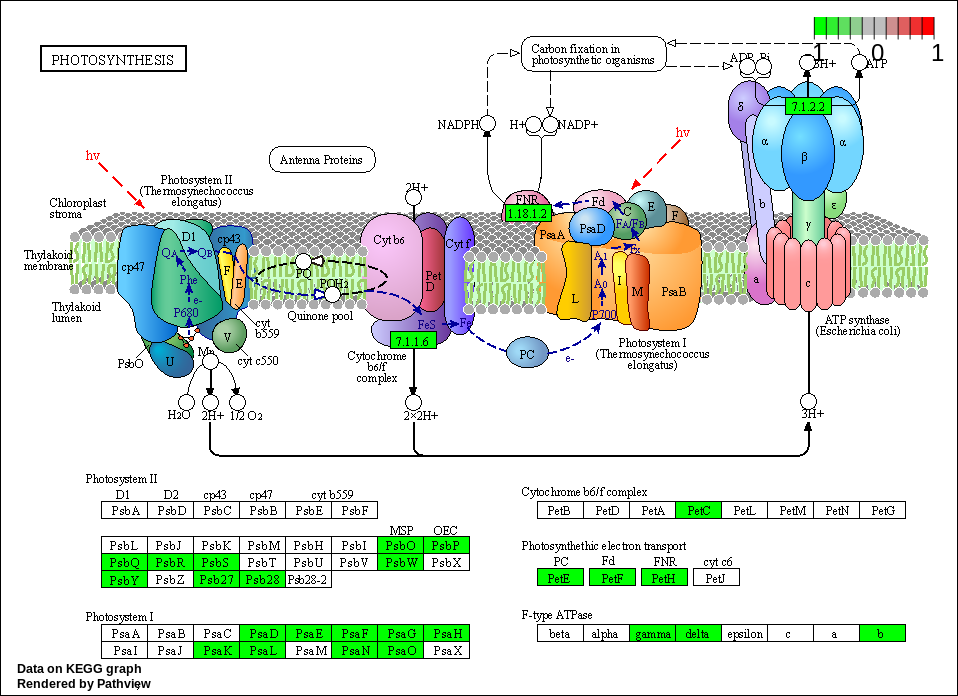 PHOTOSYNTHESIS
1 0 1
Carbon fixation in
photosynthetic organisms
ADP Pi
3H+
ATP
NADPH
H+
NADP+
hν
hν
Antenna Proteins
Photosystem II
(Thermosynechococcus
elongatus)
2H+
Chloroplast
stroma
Thylakoid
membrane
Thylakoid
lumen
cp47
D1
cp43
QA
QB
F
E
Phe
e-
P680
Mn
PsbO
U
V
cyt
b559
cyt c550
H2O
2H+
1/2 O2
PQ
PQH2
Quinone pool
Cyt b6
Cyt f
Pet
D
FeS
Fe
7.1.1.6
Cytochrome
b6/f
complex
2×2H+
PC
e-
FNR
1.18.1.2
Fd
PsaA
PsaD
C
E
F
FA/FB
Fx
A1
A0
P700
L
I
M
PsaB
Photosystem I
(Thermosynechococcus
elongatus)
7.1.2.2
δ
α
β
α
b
ε
γ
a
c
ATP synthase
(Escherichia coli)
3H+
Photosystem II
D1 D2 cp43 cp47 cyt b559
PsbA PsbD PsbC PsbB PsbE PsbF
MSP OEC
PsbL PsbJ PsbK PsbM PsbH PsbI PsbO PsbP
PsbQ PsbR PsbS PsbT PsbU PsbV PsbW PsbX
PsbY PsbZ Psb27 Psb28 Psb28-2
Photosystem I
PsaA PsaB PsaC PsaD PsaE PsaF PsaG PsaH
PsaI PsaJ PsaK PsaL PsaM PsaN PsaO PsaX
Cytochrome b6/f complex
PetB PetD PetA PetC PetL PetM PetN PetG
Photosynthethic electron transport
PC Fd FNR cyt c6
PetE PetF PetH PetJ
F-type ATPase
beta alpha gamma delta epsilon c a b
Data on KEGG graph
Rendered by Pathview